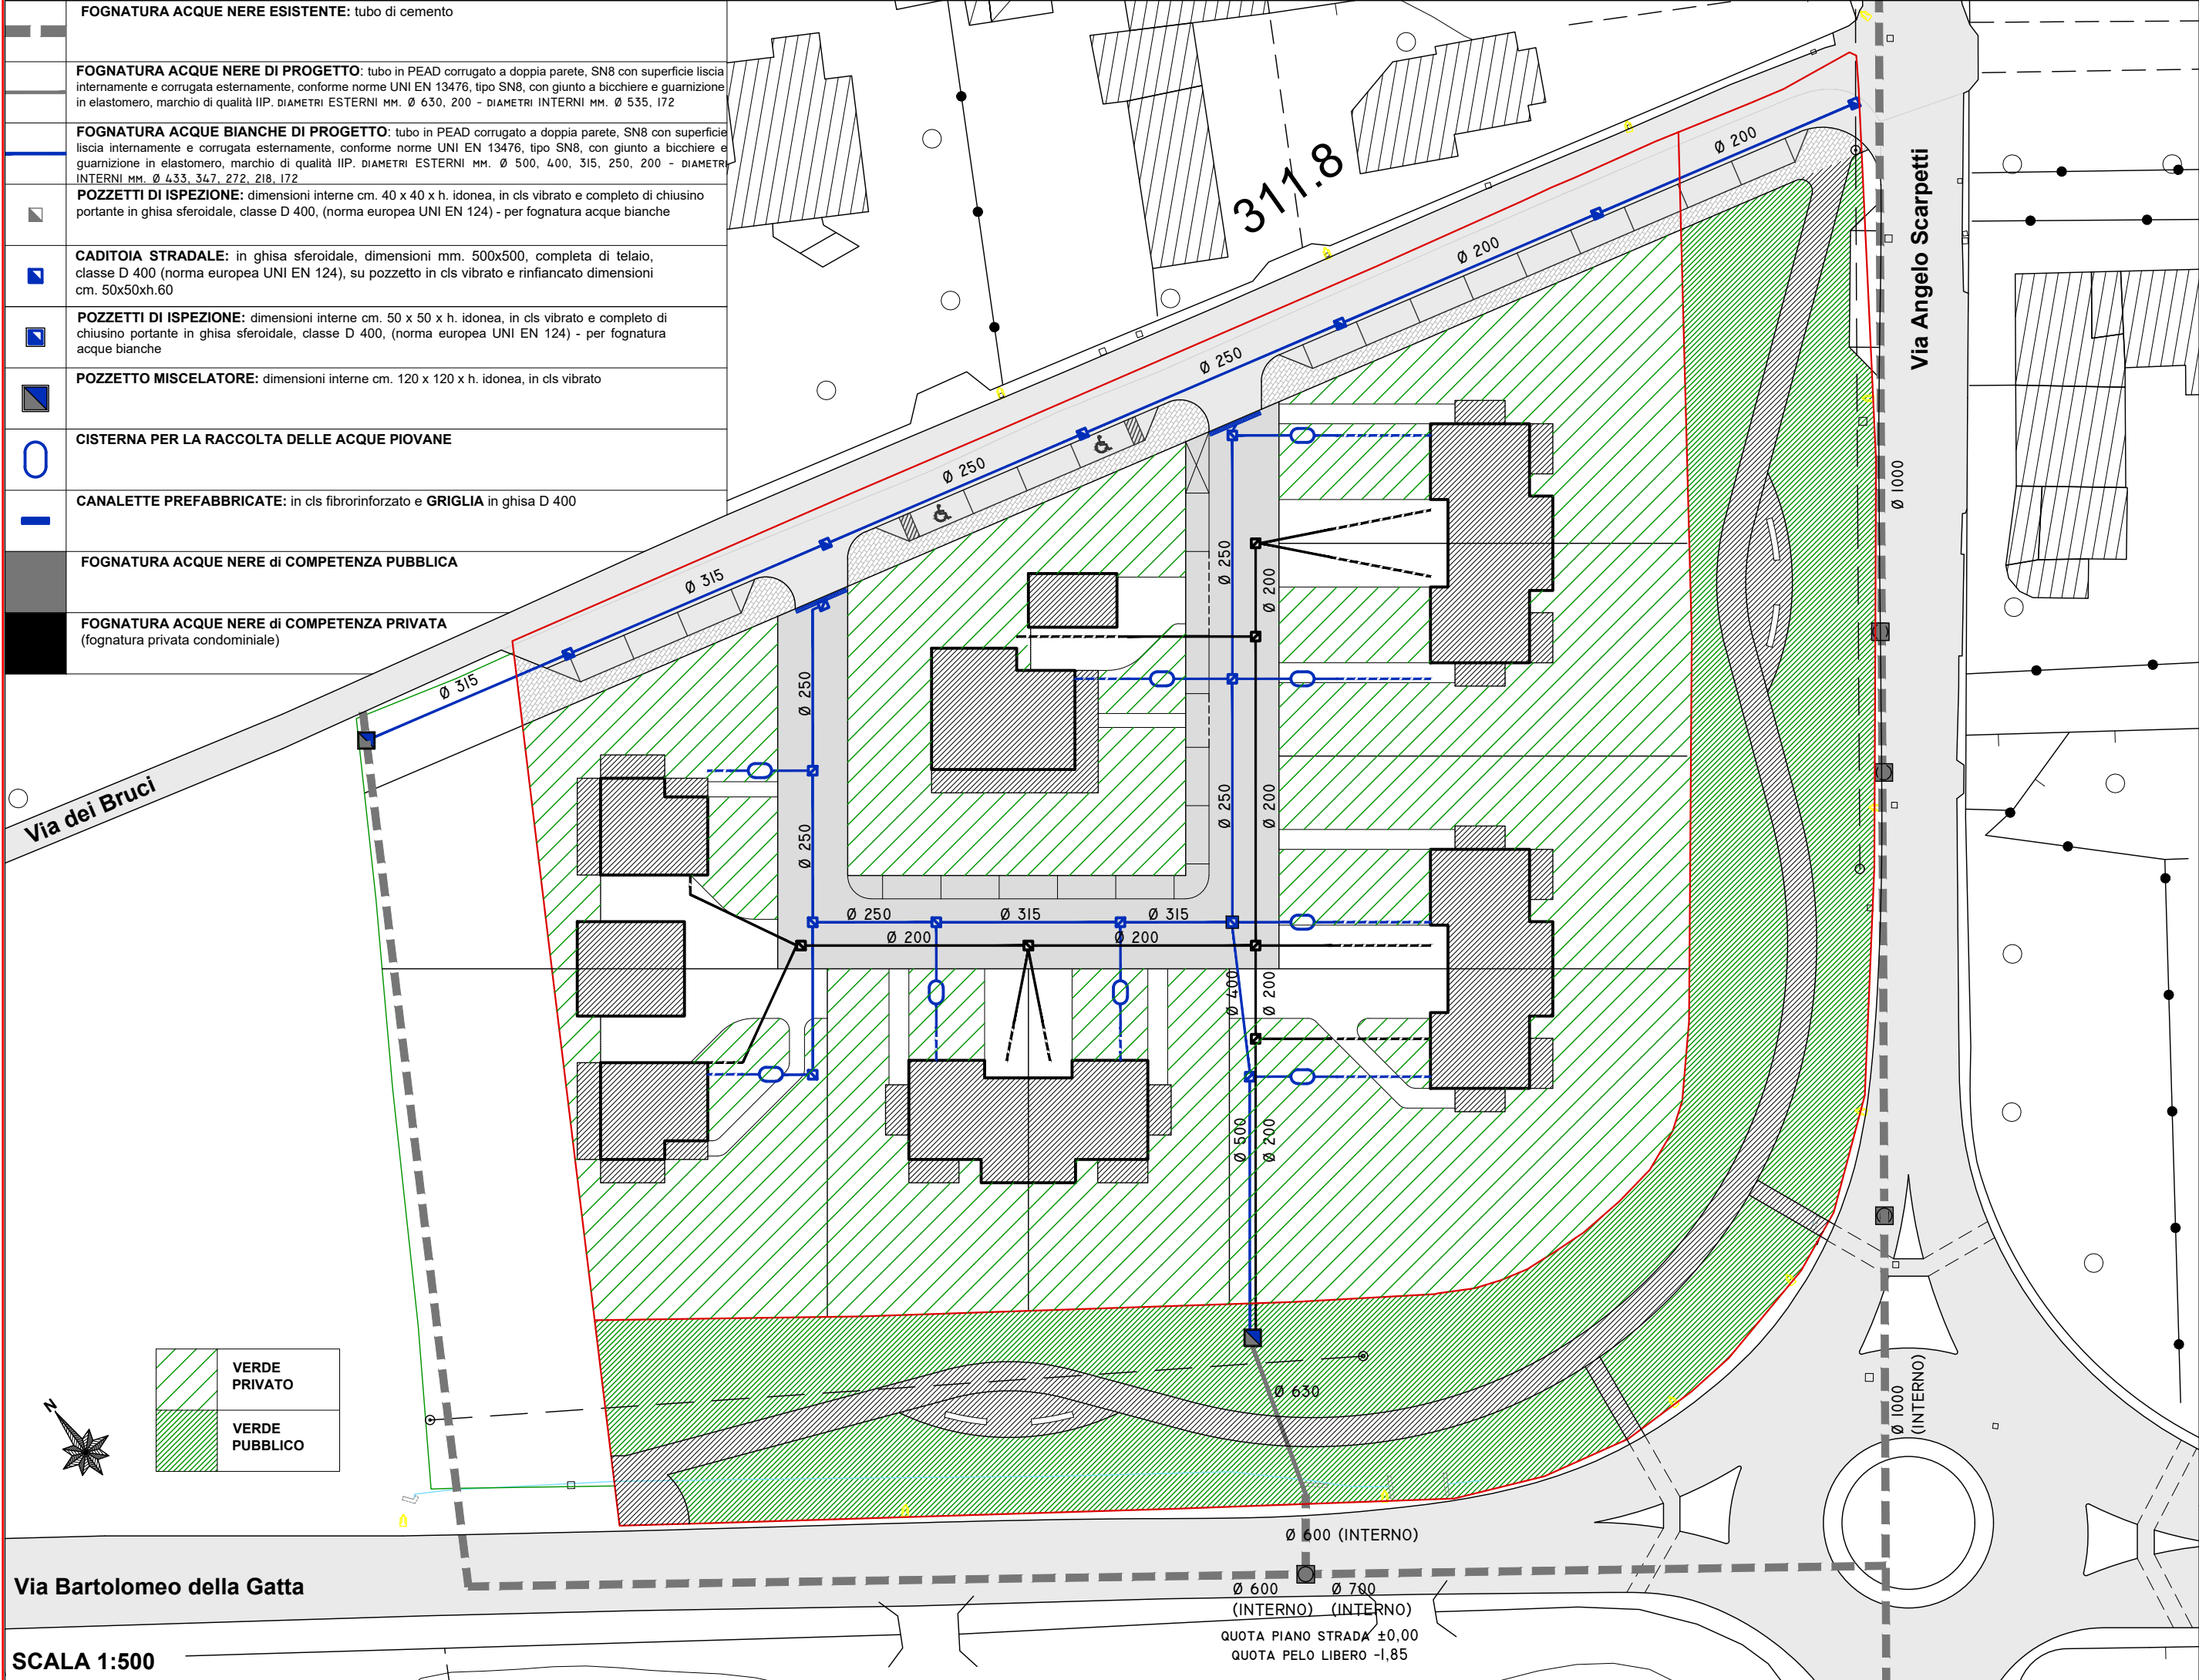 FOGNATURA ACQUE NERE ESISTENTE: tubo di cemento
FOGNATURA ACQUE NERE DI PROGETTO: tubo in PEAD corrugato a doppia parete, SN8 con superficie liscia
internamente e corrugata esternamente, conforme norme UNI EN 13476, tipo SN8, con giunto a bicchiere e guarnizione
in elastomero, marchio di qualità IIP. DIAMETRI ESTERNI MM. Ø 630, 200 - DIAMETRI INTERNI MM. Ø 535, 172
FOGNATURA ACQUE BIANCHE DI PROGETTO: tubo in PEAD corrugato a doppia parete, SN8 con superficie
liscia internamente e corrugata esternamente, conforme norme UNI EN 13476, tipo SN8, con giunto a bicchiere e
guarnizione in elastomero, marchio di qualità IIP. DIAMETRI ESTERNI MM. Ø 500, 400, 315, 250, 200 - DIAMETRI
INTERNI MM. Ø 433, 347, 272, 218, 172
POZZETTI DI ISPEZIONE: dimensioni interne cm. 40 x 40 x h. idonea, in cls vibrato e completo di chiusino
portante in ghisa sferoidale, classe D 400, (norma europea UNI EN 124) - per fognatura acque bianche
CADITOIA STRADALE: in ghisa sferoidale, dimensioni mm. 500x500, completa di telaio,
classe D 400 (norma europea UNI EN 124), su pozzetto in cls vibrato e rinfiancato dimensioni
cm. 50x50xh.60
POZZETTI DI ISPEZIONE: dimensioni interne cm. 50 x 50 x h. idonea, in cls vibrato e completo di
chiusino portante in ghisa sferoidale, classe D 400, (norma europea UNI EN 124) - per fognatura
acque bianche
POZZETTO MISCELATORE: dimensioni interne cm. 120 x 120 x h. idonea, in cls vibrato
CISTERNA PER LA RACCOLTA DELLE ACQUE PIOVANE
CANALETTE PREFABBRICATE: in cls fibrorinforzato e GRIGLIA in ghisa D 400
FOGNATURA ACQUE NERE di COMPETENZA PUBBLICA
FOGNATURA ACQUE NERE di COMPETENZA PRIVATA
(fognatura privata condominiale)
311.8
Via Angelo Scarpetti
Ø 200
Ø 200
Ø 250
Ø 250
Ø 315
Ø 315
Via dei Bruci
Ø 1000
Ø 250
Ø 200
Ø 250
Ø 250
Ø 200
Ø 250
Ø 250
Ø 315
Ø 315
Ø 200
Ø 200
Ø 400
Ø 200
Ø 500
Ø 200
Ø 630
Ø 1000
(INTERNO)
VERDE
PRIVATO
VERDE
PUBBLICO
N
Ø 600 (INTERNO)
Ø 600
(INTERNO)
Ø 700
(INTERNO)
QUOTA PIANO STRADA ±0,00
QUOTA PELO LIBERO -1,85
Via Bartolomeo della Gatta
SCALA 1:500